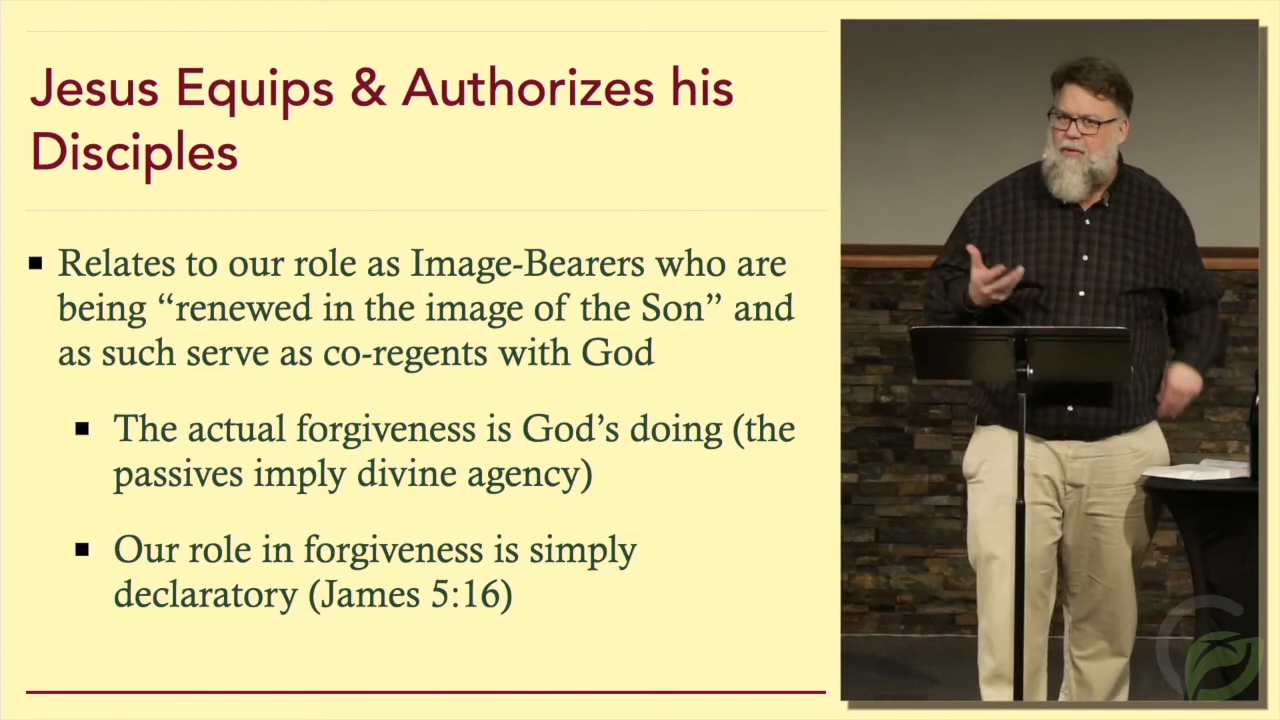 Jesus Equips & Authorizes his
Disciples
▪ Relates to our role as Image-Bearers who are
being “renewed in the image of the Son” and
as such serve as co-regents with God
▪ The actual forgiveness is God’s doing (the
passives imply divine agency)
▪ Our role in forgiveness is simply
declaratory (James 5:16)